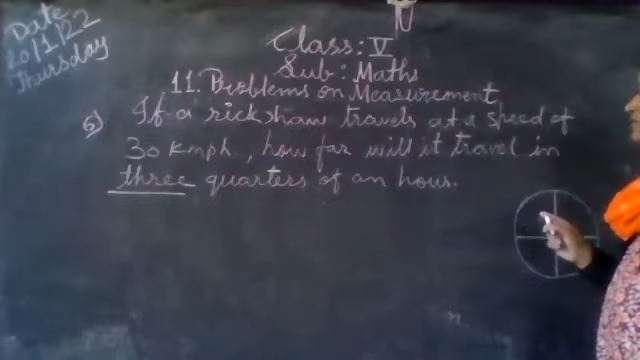 Date
20/1/22
Thursday
Class: V
Sub: Maths
11. Problems on Measurement
5) If a rickshaw travels at a speed of
30 kmph, how far will it travel in
three quarters of an hour.